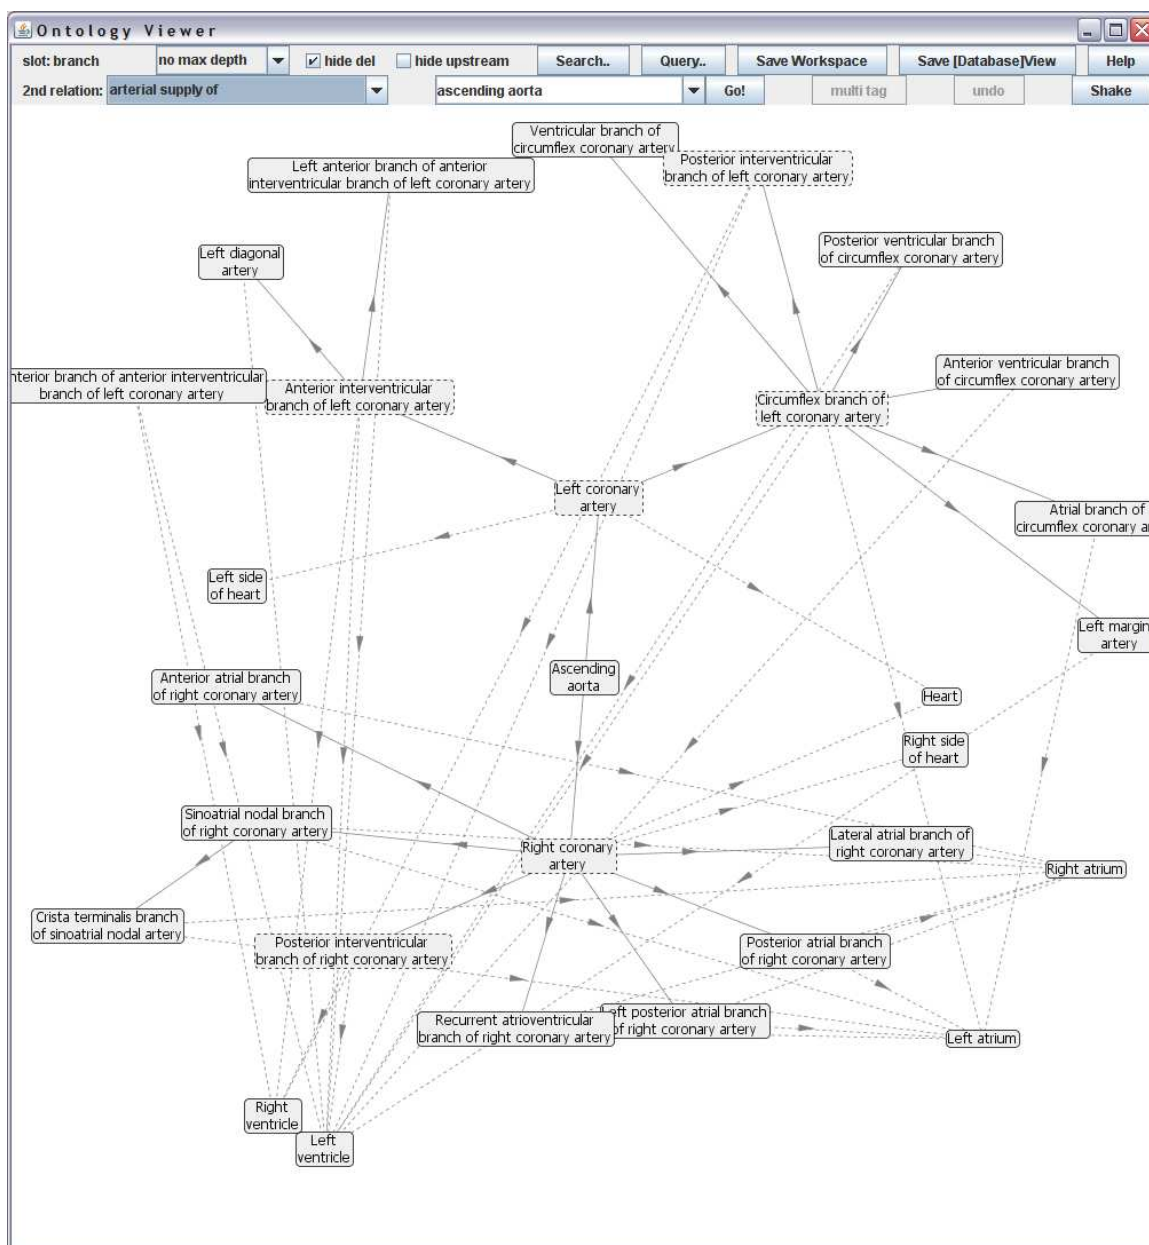 Ontology Viewer
slot: branch no max depth hide del hide upstream Search.. Query.. Save Workspace Save [Database]View Help
2nd relation: arterial supply of ascending aorta Go! multi tag undo Shake
Ventricular branch of
circumflex coronary artery
Posterior interventricular
branch of left coronary artery
Left anterior branch of anterior
interventricular branch of left coronary artery
Left diagonal
artery
Posterior ventricular branch
of circumflex coronary artery
nterior branch of anterior interventricular
branch of left coronary artery
Anterior interventricular
branch of left coronary artery
Anterior ventricular branch
of circumflex coronary artery
Circumflex branch of
left coronary artery
Left coronary
artery
Atrial branch of
circumflex coronary ar
Left side
of heart
Left margin
artery
Ascending
aorta
Anterior atrial branch
of right coronary artery
Heart
Right side
of heart
Sinoatrial nodal branch
of right coronary artery
Right coronary
artery
Lateral atrial branch of
right coronary artery
Right atrium
Crista terminalis branch
of sinoatrial nodal artery
Posterior interventricular
branch of right coronary artery
Posterior atrial branch
of right coronary artery
Recurrent atrioventricular
branch of right coronary artery
Left posterior atrial branch
of right coronary artery
Left atrium
Right
ventricle
Left
ventricle